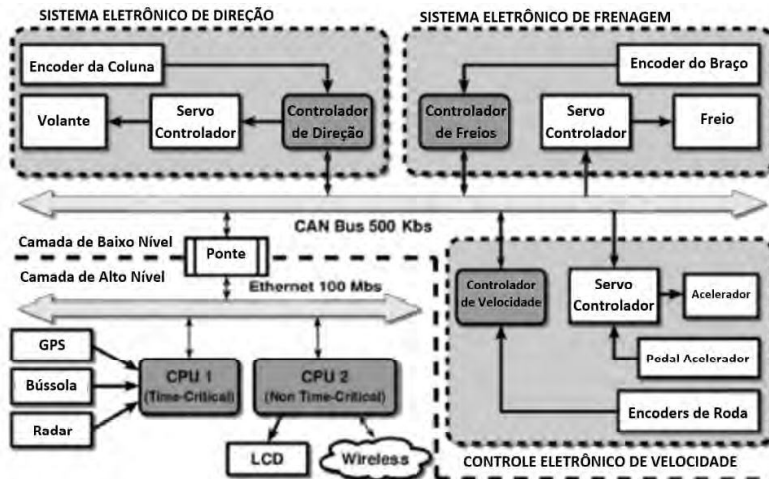 SISTEMA ELETRÔNICO DE DIREÇÃO
SISTEMA ELETRÔNICO DE FRENAGEM
Encoder da Coluna
Volante
Servo
Controlador
Controlador
de Direção
Encoder do Braço
Controlador
de Freios
Servo
Controlador
Freio
CAN Bus 500 Kbs
Camada de Baixo Nível
Ponte
Camada de Alto Nível
Ethernet 100 Mbs
Controlador
de Velocidade
Servo
Controlador
Acelerador
Pedal Acelerador
Encoders de Roda
GPS
Bússola
Radar
CPU 1
(Time-Critical)
CPU 2
(Non Time-Critical)
LCD
Wireless
CONTROLE ELETRÔNICO DE VELOCIDADE